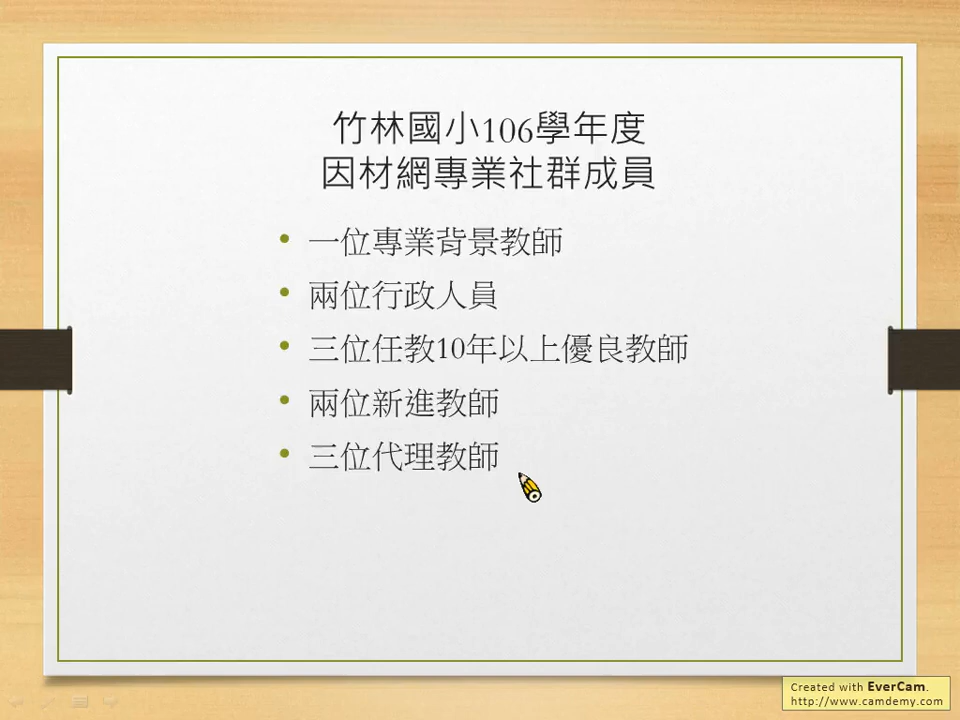 竹林國小106學年度
因材網專業社群成員
• 一位專業背景教師
• 兩位行政人員
• 三位任教10年以上優良教師
• 兩位新進教師
• 三位代理教師
Created with EverCam.
http://www.camdemy.com